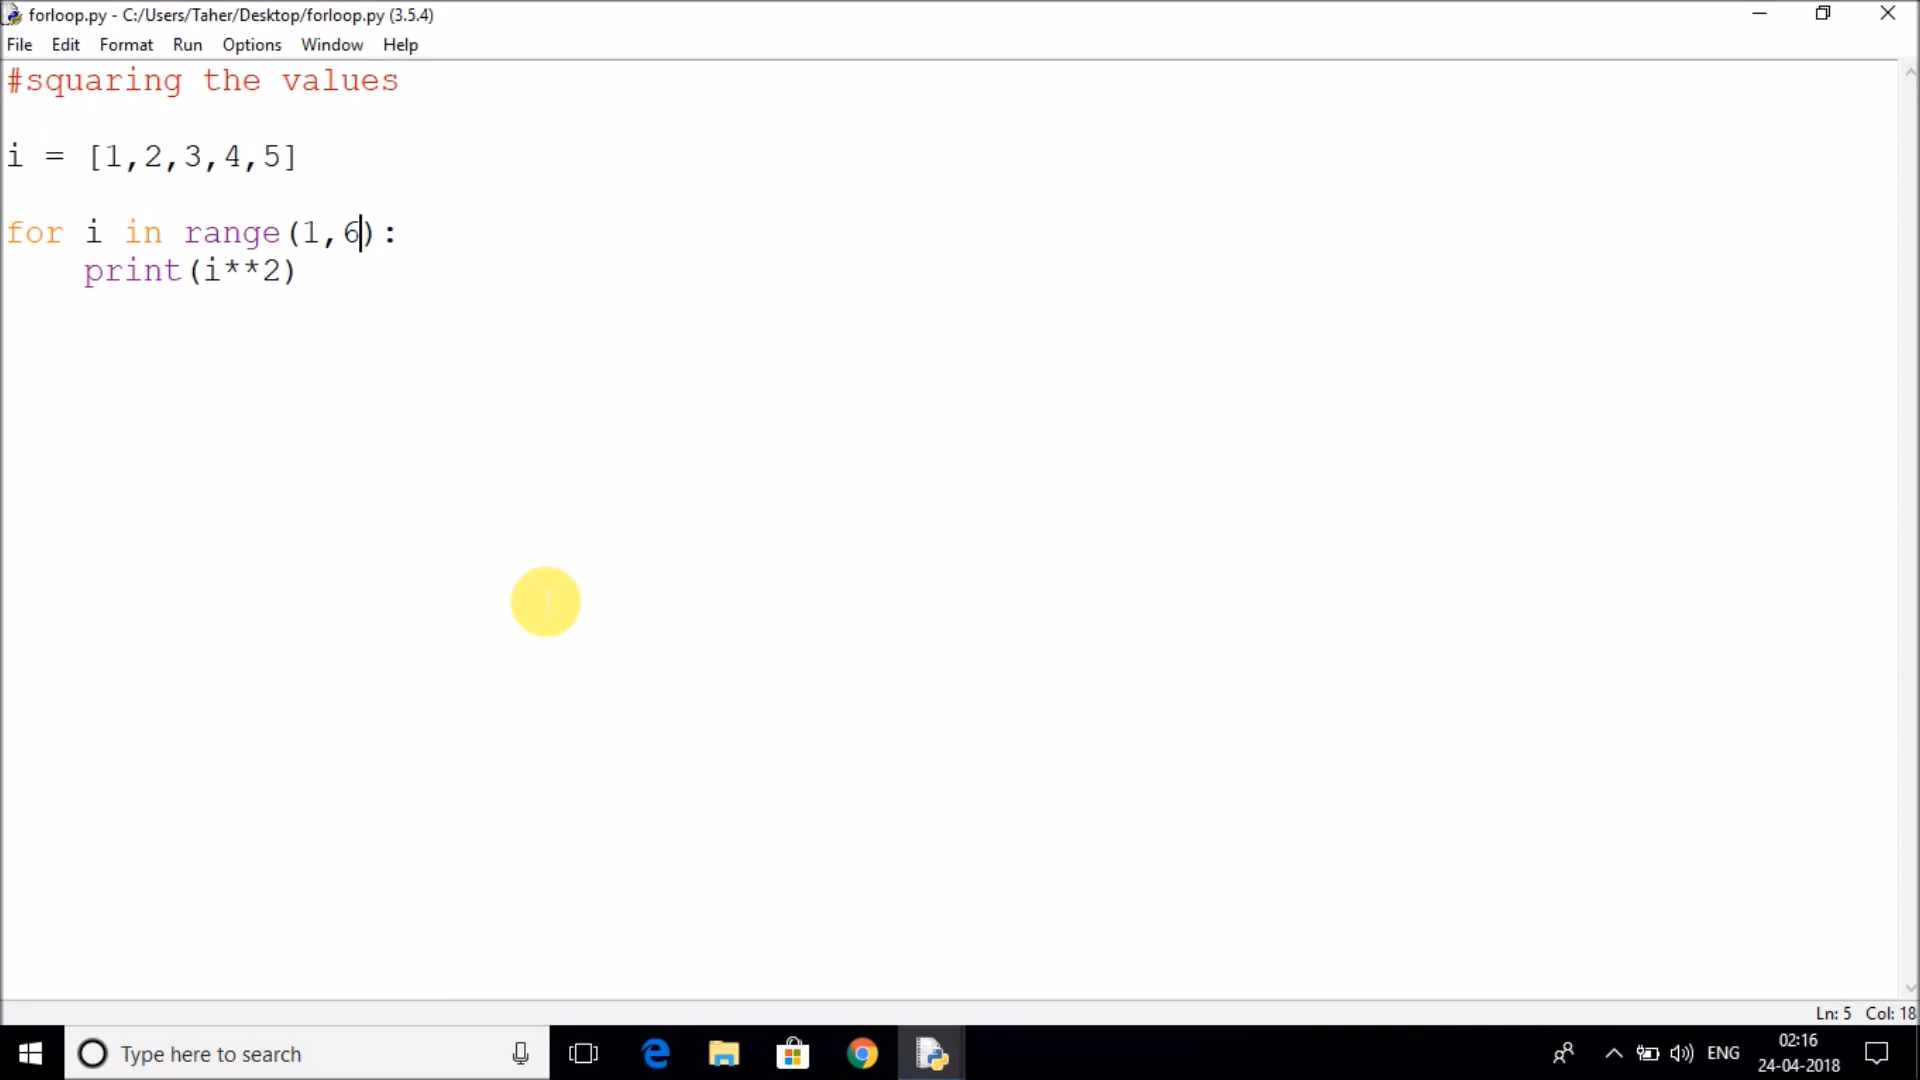 forloop.py - C:/Users/Taher/Desktop/forloop.py (3.5.4)
File Edit Format Run Options Window Help
#squaring the values
i = [1,2,3,4,5]
for i in range(1,6):
    print(i**2)
Ln: 5 Col: 18
Type here to search
ENG
02:16
24-04-2018